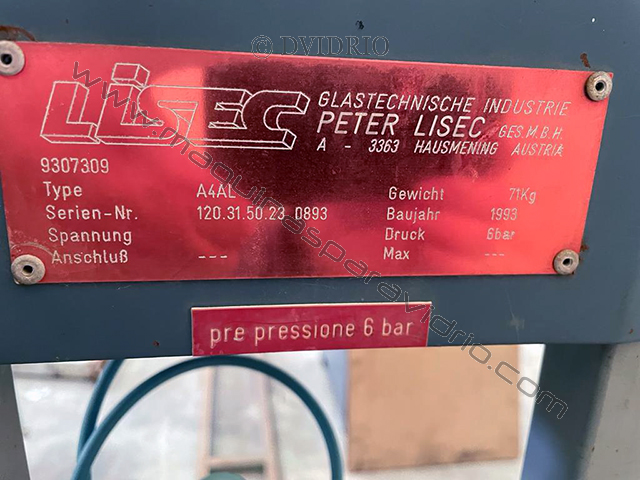 © DVIDRIO
LiSEC
GLASTECHNISCHE INDUSTRIE
PETER LISEC GES.M.B.H.
A - 3363 HAUSMENING AUSTRIA
9307309
Type A4AL Gewicht 71Kg
Serien-Nr. 120.31.50.23 0893 Baujahr 1993
Spannung --- Druck 6bar
Anschluß --- Max ---
pre pressione 6 bar
www.maquinasparavidrio.com